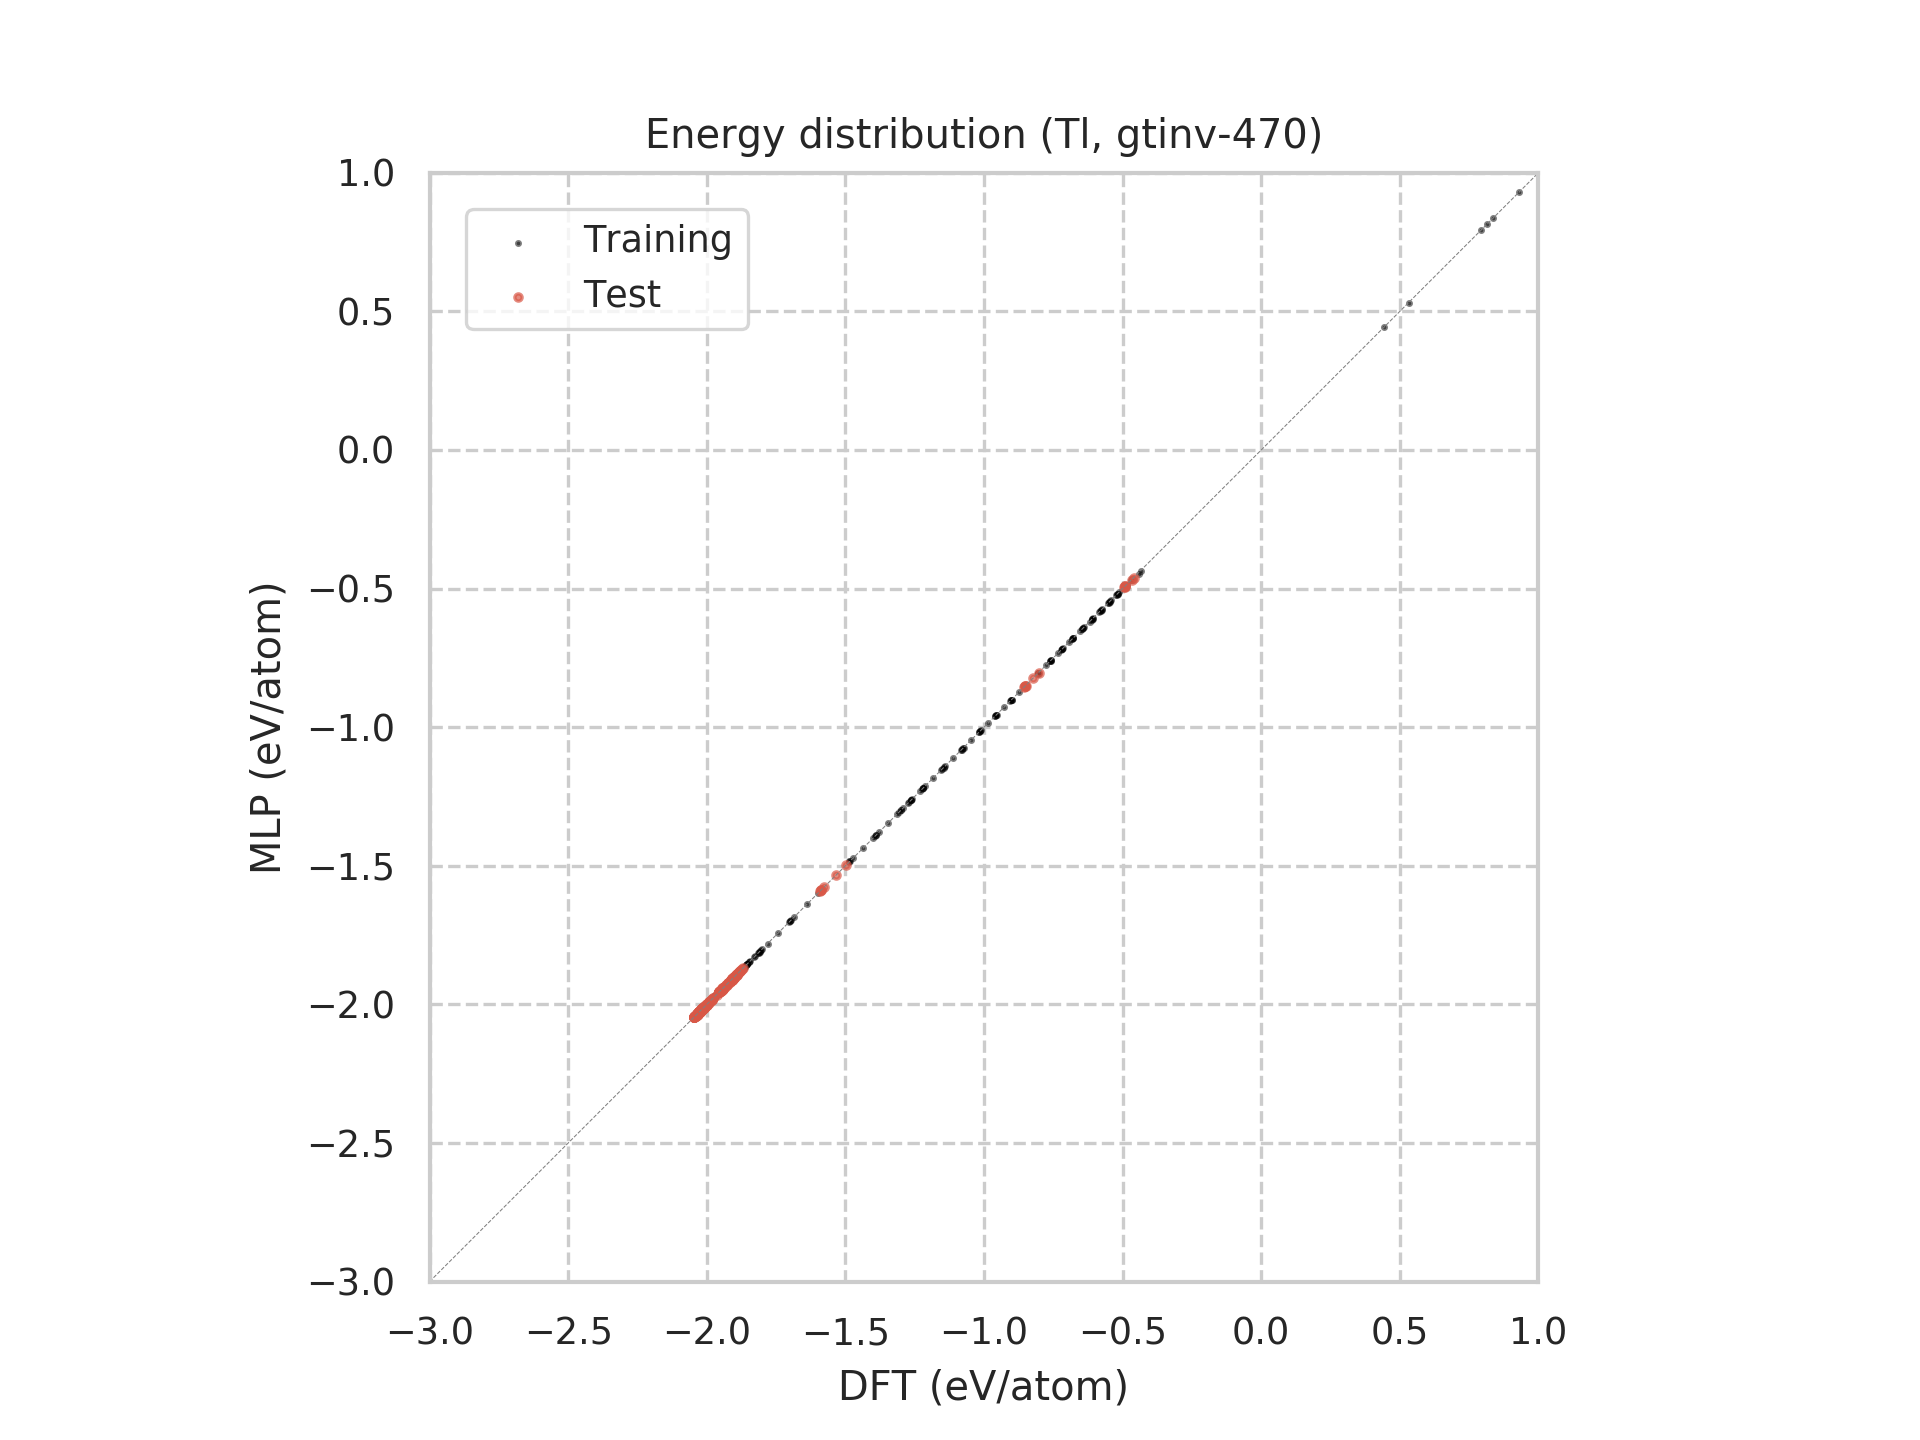 Energy distribution (Tl, gtinv-470)
1.0
0.5
0.0
−0.5
−1.0
−1.5
−2.0
−2.5
−3.0
MLP (eV/atom)
Training
Test
−3.0 −2.5 −2.0 −1.5 −1.0 −0.5 0.0 0.5 1.0
DFT (eV/atom)